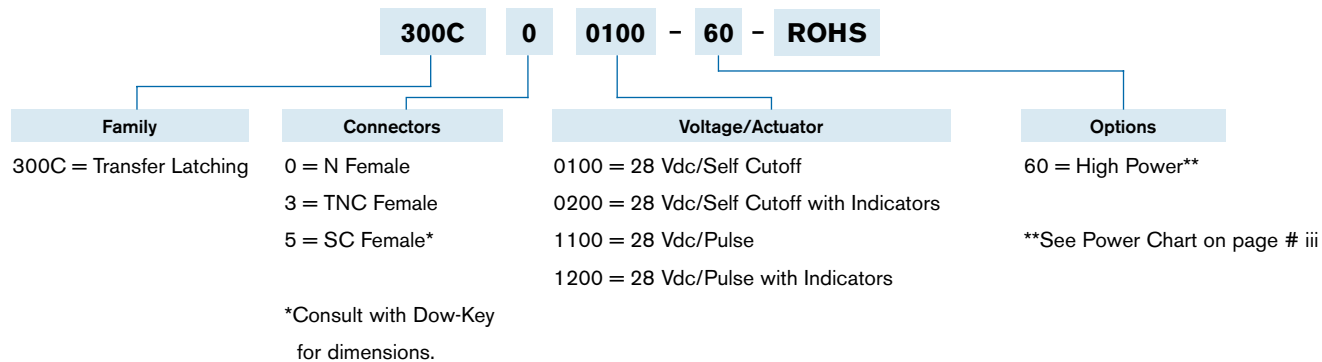 300C 0 0100 – 60 – ROHS
Family
300C = Transfer Latching
Connectors
0 = N Female
3 = TNC Female
5 = SC Female*
*Consult with Dow-Key
for dimensions.
Voltage/Actuator
0100 = 28 Vdc/Self Cutoff
0200 = 28 Vdc/Self Cutoff with Indicators
1100 = 28 Vdc/Pulse
1200 = 28 Vdc/Pulse with Indicators
Options
60 = High Power**
**See Power Chart on page # iii